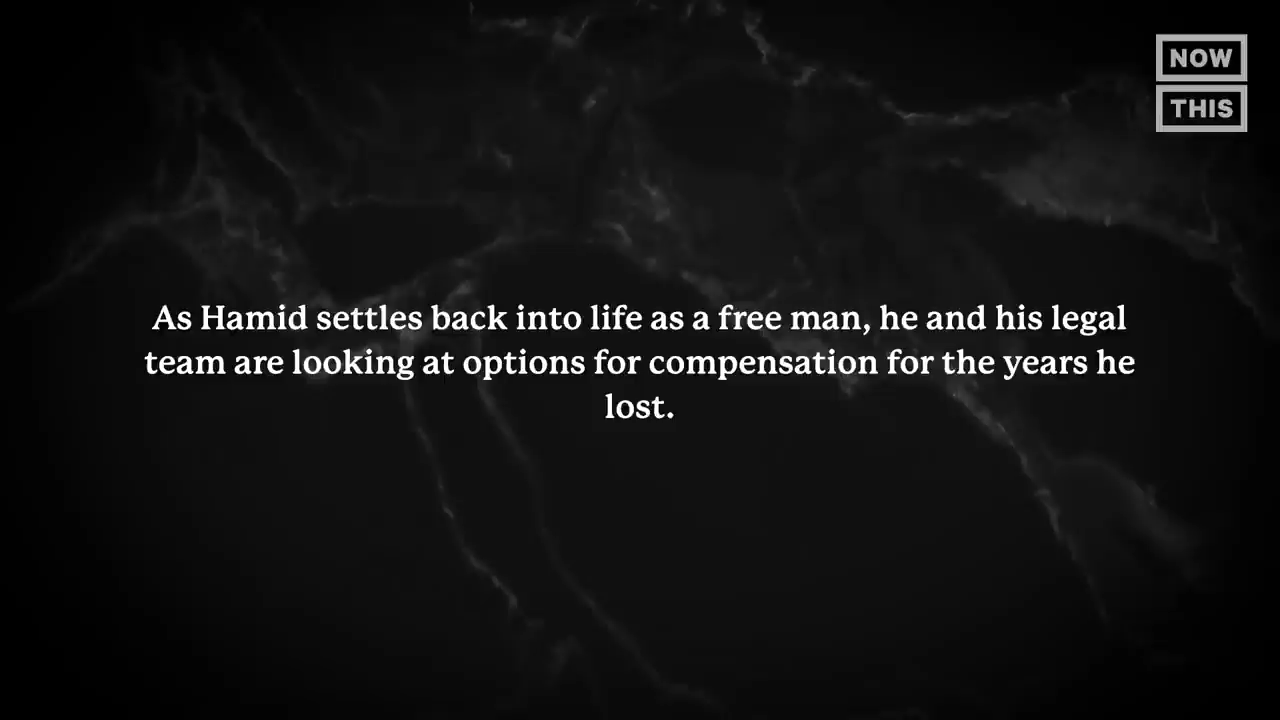 NOW
THIS
As Hamid settles back into life as a free man, he and his legal
team are looking at options for compensation for the years he
lost.